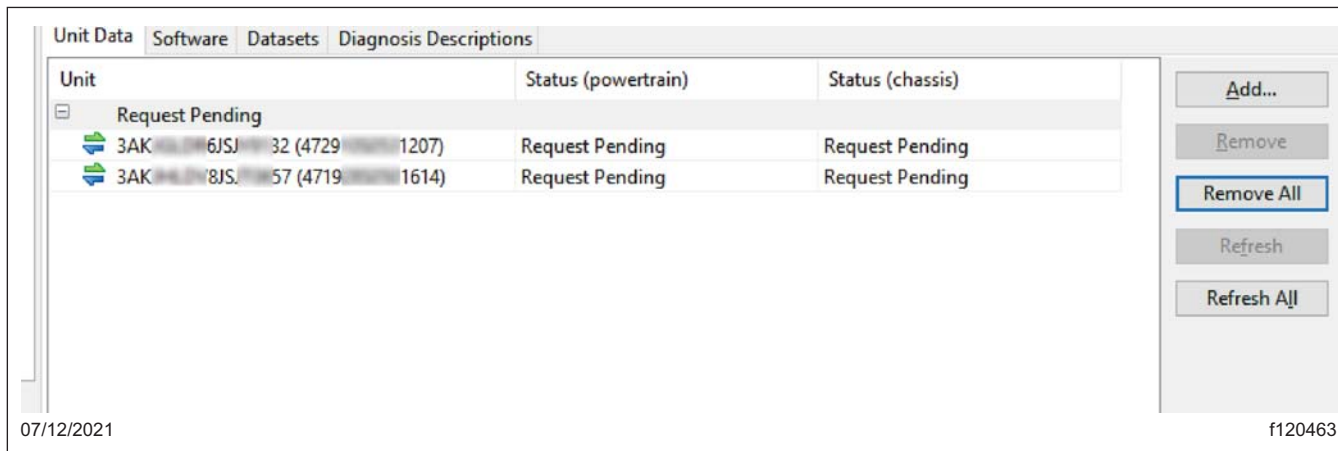 Unit Data Software Datasets Diagnosis Descriptions
Unit Status (powertrain) Status (chassis)
Request Pending
3AK 6JSJ 32 (4729 1207) Request Pending Request Pending
3AK 8JS 57 (4719 1614) Request Pending Request Pending
Add...
Remove
Remove All
Refresh
Refresh All
07/12/2021 f120463